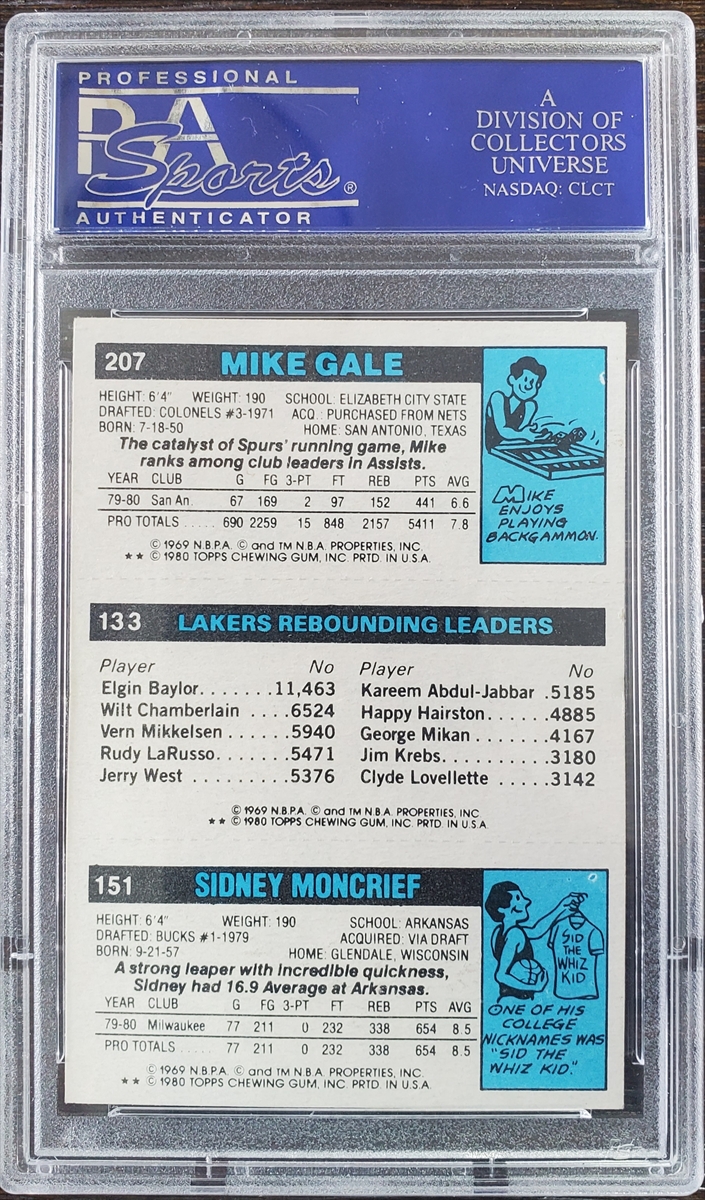 PROFESSIONAL
PSA
Sports®
AUTHENTICATOR
A
DIVISION OF
COLLECTORS
UNIVERSE
NASDAQ: CLCT
207 MIKE GALE
HEIGHT: 6'4" WEIGHT: 190 SCHOOL: ELIZABETH CITY STATE
DRAFTED: COLONELS #3-1971 ACQ.: PURCHASED FROM NETS
BORN: 7-18-50 HOME: SAN ANTONIO, TEXAS
The catalyst of Spurs' running game, Mike
ranks among club leaders in Assists.
YEAR CLUB G FG 3-PT FT REB PTS AVG
79-80 San An. 67 169 2 97 152 441 6.6
PRO TOTALS ..... 690 2259 15 848 2157 5411 7.8
© 1969 N.B.P.A. © and TM N.B.A. PROPERTIES, INC.
★★ © 1980 TOPPS CHEWING GUM, INC. PRTD. IN U.S.A.
MIKE
ENJOYS
PLAYING
BACKGAMMON.
133 LAKERS REBOUNDING LEADERS
Player No Player No
Elgin Baylor.......11,463 Kareem Abdul-Jabbar .5185
Wilt Chamberlain ....6524 Happy Hairston......4885
Vern Mikkelsen ......5940 George Mikan .......4167
Rudy LaRusso.......5471 Jim Krebs..........3180
Jerry West .........5376 Clyde Lovellette .....3142
© 1969 N.B.P.A. © and TM N.B.A. PROPERTIES, INC.
★★ © 1980 TOPPS CHEWING GUM, INC. PRTD. IN U.S.A.
151 SIDNEY MONCRIEF
HEIGHT: 6'4" WEIGHT: 190 SCHOOL: ARKANSAS
DRAFTED: BUCKS #1-1979 ACQUIRED: VIA DRAFT
BORN: 9-21-57 HOME: GLENDALE, WISCONSIN
A strong leaper with incredible quickness,
Sidney had 16.9 Average at Arkansas.
YEAR CLUB G FG 3-PT FT REB PTS AVG
79-80 Milwaukee 77 211 0 232 338 654 8.5
PRO TOTALS ..... 77 211 0 232 338 654 8.5
© 1969 N.B.P.A. © and TM N.B.A. PROPERTIES, INC.
★★ © 1980 TOPPS CHEWING GUM, INC. PRTD. IN U.S.A.
SID
THE
WHIZ
KID
ONE OF HIS
COLLEGE
NICKNAMES WAS
"SID THE
WHIZ KID."